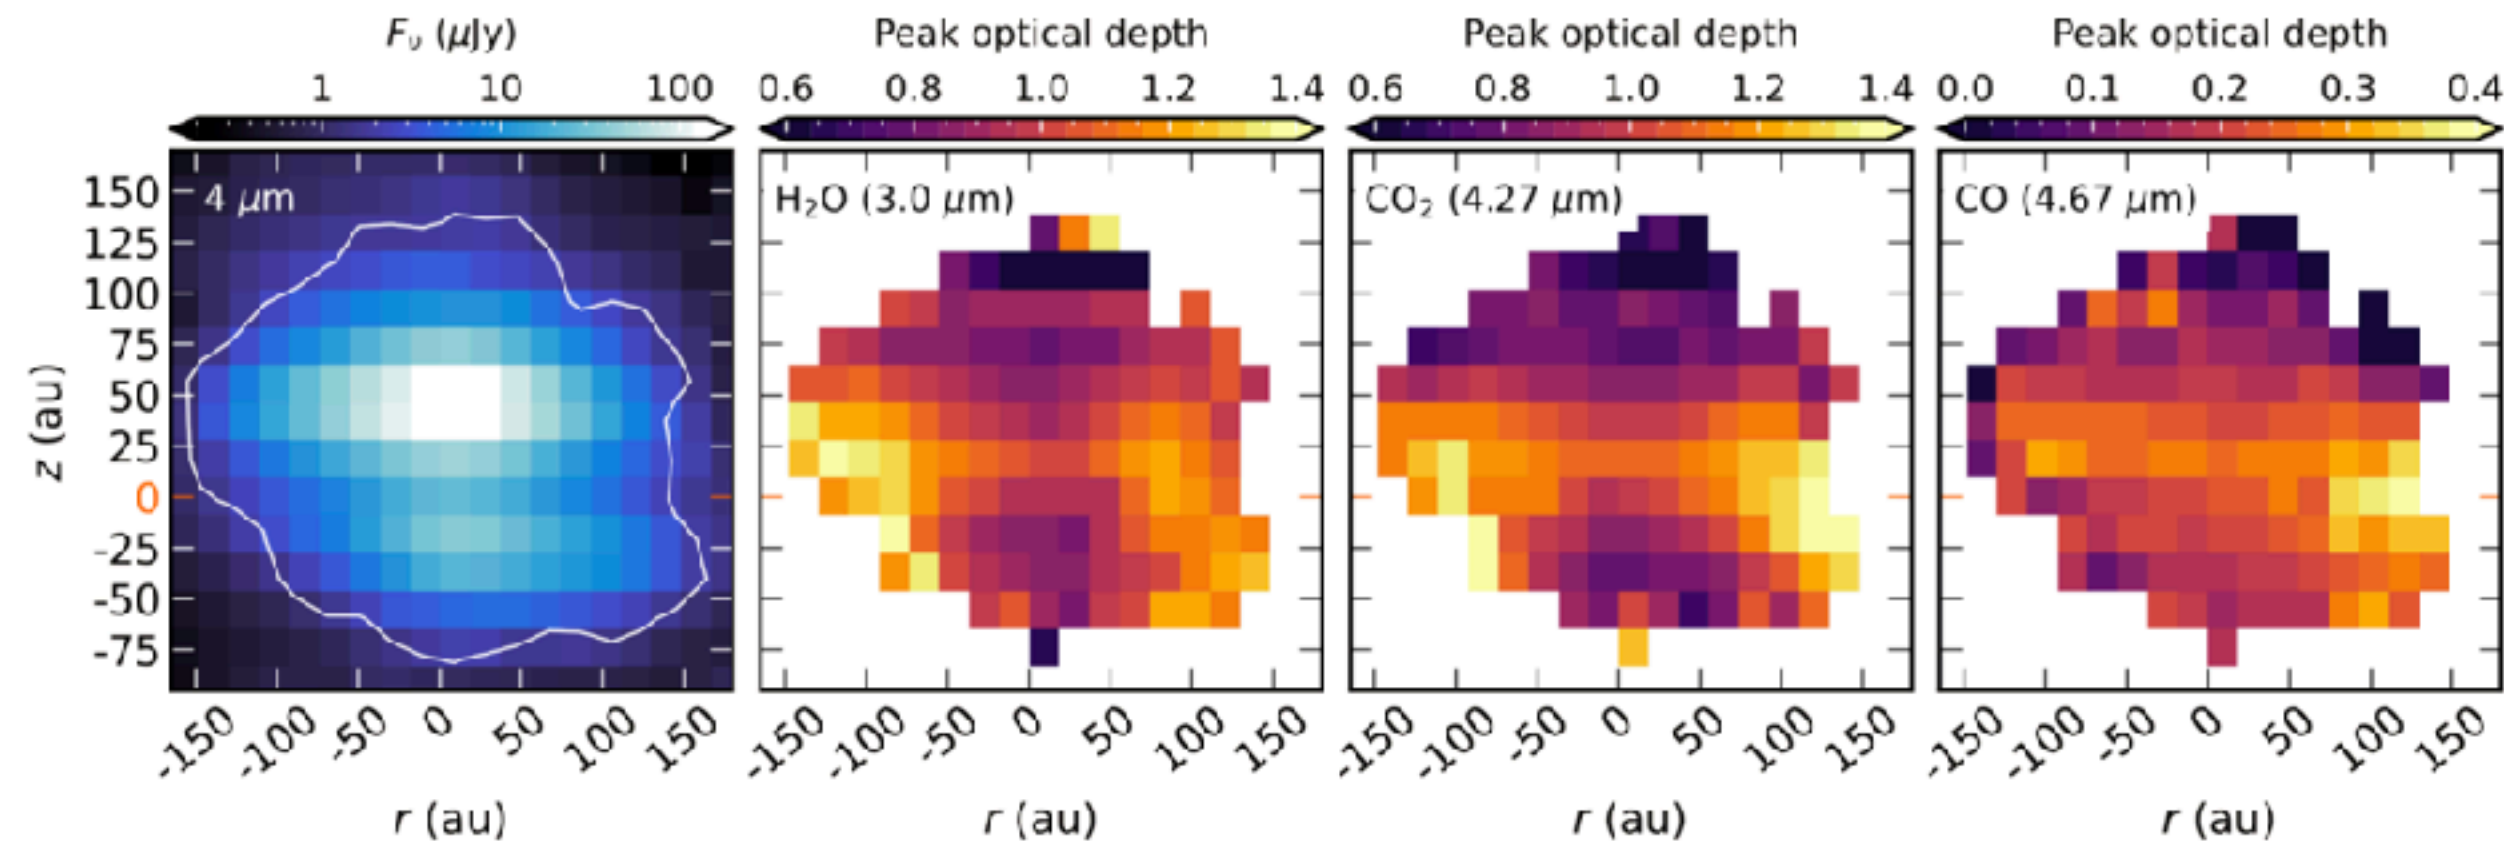 Fᵥ (μJy) Peak optical depth Peak optical depth Peak optical depth
1 10 100 0.6 0.8 1.0 1.2 1.4 0.6 0.8 1.0 1.2 1.4 0.0 0.1 0.2 0.3 0.4
4 μm H₂O (3.0 μm) CO₂ (4.27 μm) CO (4.67 μm)
150
125
100
75
50
25
0
-25
-50
-75
z (au)
-150 -100 -50 0 50 100 150 -150 -100 -50 0 50 100 150 -150 -100 -50 0 50 100 150 -150 -100 -50 0 50 100 150
r (au) r (au) r (au) r (au)